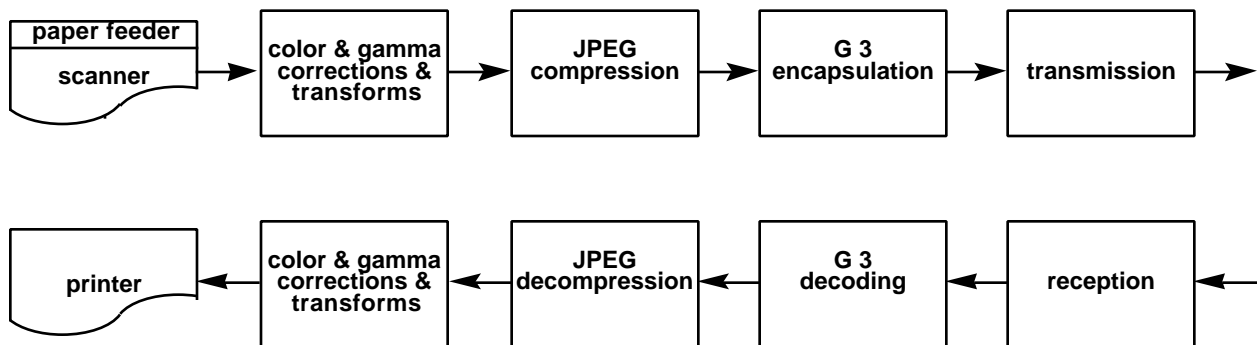 paper feeder
scanner
color & gamma
corrections &
transforms
JPEG
compression
G 3
encapsulation
transmission
printer
color & gamma
corrections &
transforms
JPEG
decompression
G 3
decoding
reception